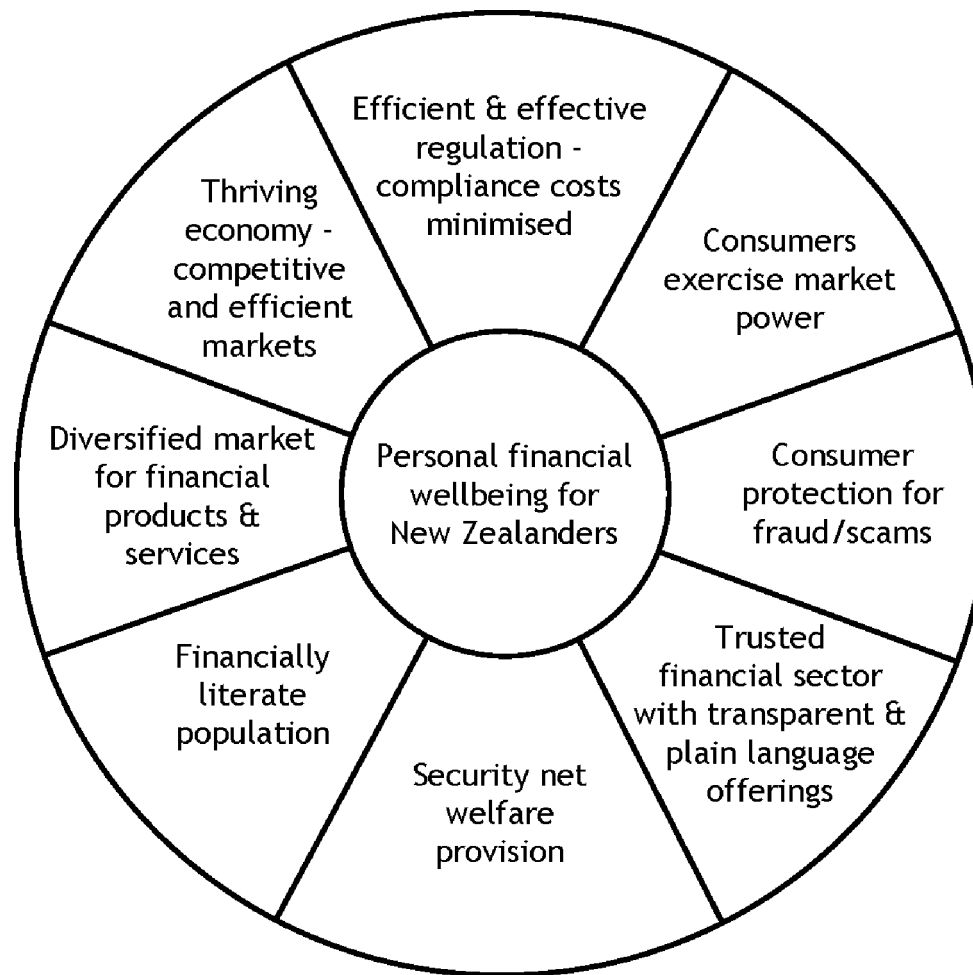 Efficient & effective
regulation -
compliance costs
minimised
Consumers
exercise market
power
Consumer
protection for
fraud/scams
Trusted
financial sector
with transparent &
plain language
offerings
Security net
welfare
provision
Financially
literate
population
Diversified market
for financial
products &
services
Thriving
economy -
competitive
and efficient
markets
Personal financial
wellbeing for
New Zealanders